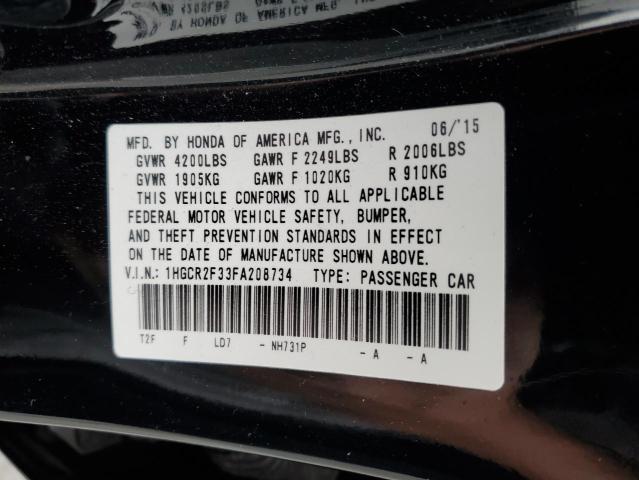 MFD. BY HONDA OF AMERICA MFG., INC. 06/'15
GVWR 4200LBS GAWR F 2249LBS R 2006LBS
GVWR 1905KG GAWR F 1020KG R 910KG
THIS VEHICLE CONFORMS TO ALL APPLICABLE
FEDERAL MOTOR VEHICLE SAFETY, BUMPER,
AND THEFT PREVENTION STANDARDS IN EFFECT
ON THE DATE OF MANUFACTURE SHOWN ABOVE.
V.I.N.: 1HGCR2F33FA208734 TYPE: PASSENGER CAR
T2F F LD7 - NH731P - A - A